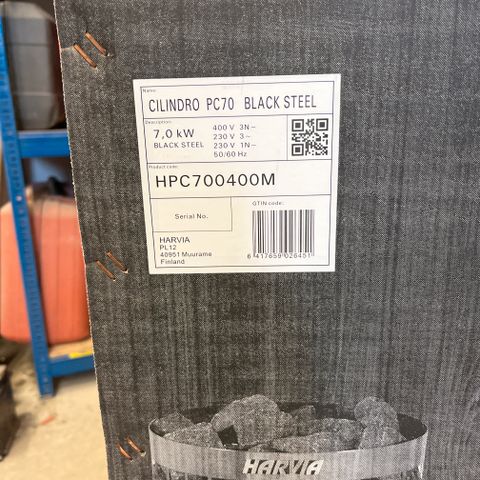 Name:
CILINDRO PC70 BLACK STEEL
Description:
7,0 kW 400 V 3N~
230 V 3~
BLACK STEEL 230 V 1N~
50/60 Hz
Product code:
HPC700400M
Serial No.
GTIN code:
HARVIA
PL12
40951 Muurame
Finland
6 417659 026451
HARVIA